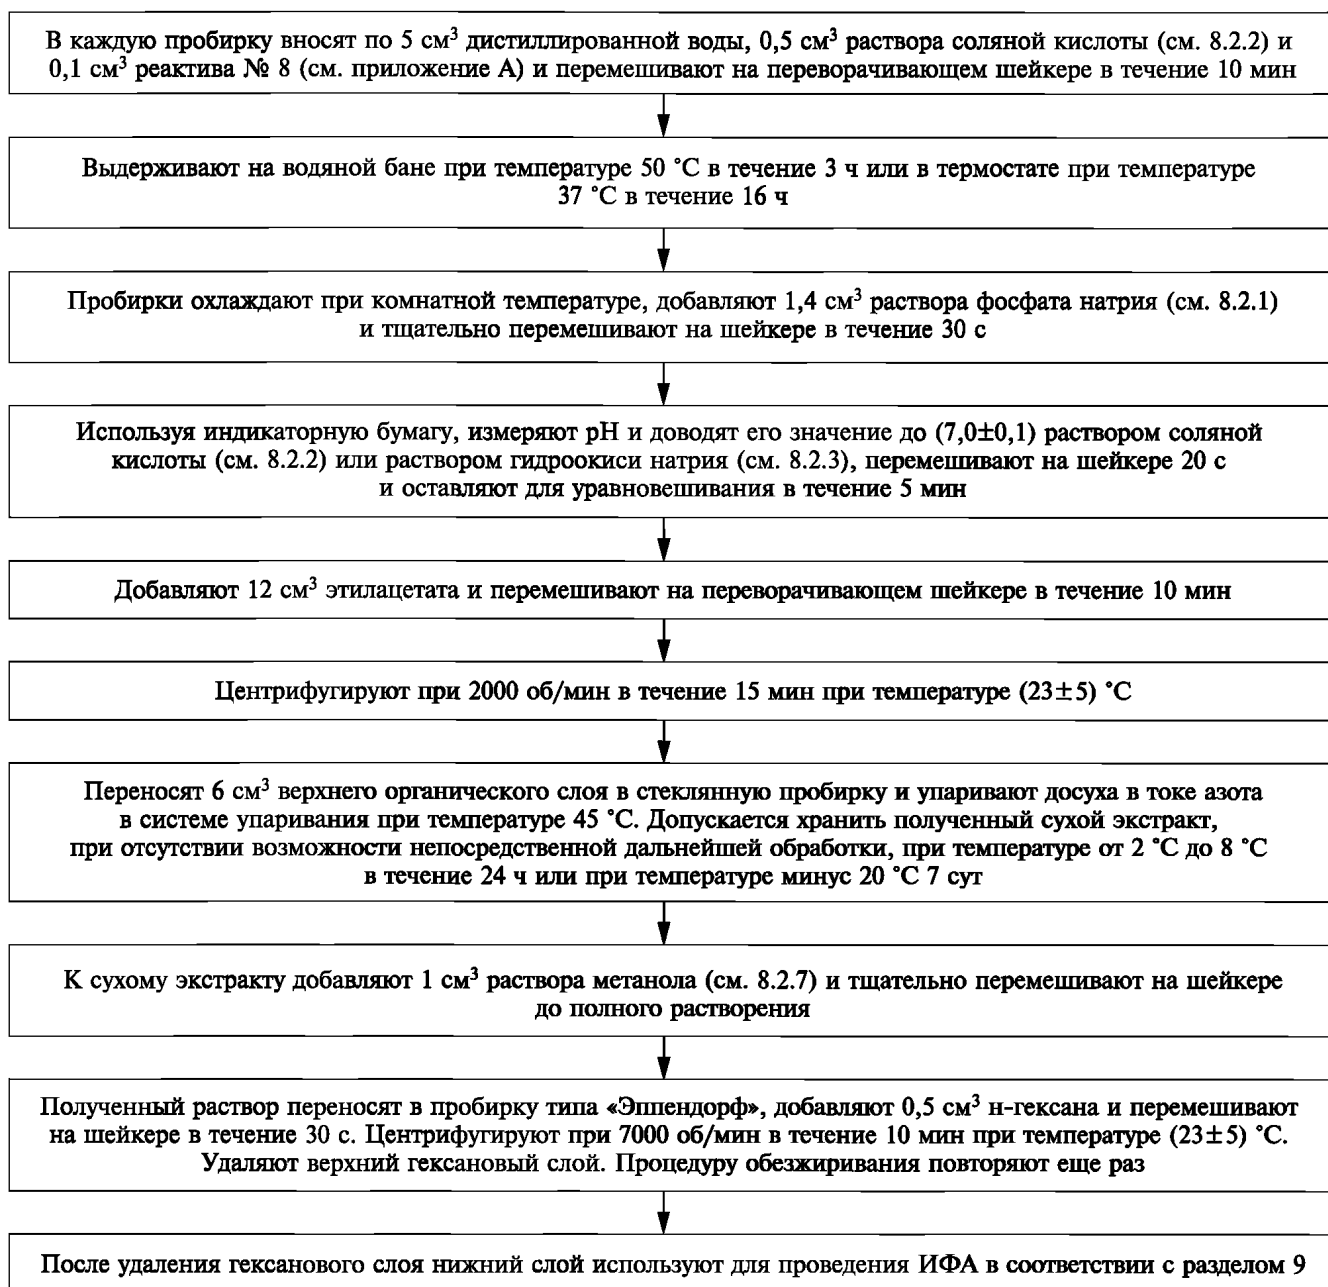 В каждую пробирку вносят по 5 см³ дистиллированной воды, 0,5 см³ раствора соляной кислоты (см. 8.2.2) и
0,1 см³ реактива № 8 (см. приложение А) и перемешивают на переворачивающем шейкере в течение 10 мин
Выдерживают на водяной бане при температуре 50 °С в течение 3 ч или в термостате при температуре
37 °С в течение 16 ч
Пробирки охлаждают при комнатной температуре, добавляют 1,4 см³ раствора фосфата натрия (см. 8.2.1)
и тщательно перемешивают на шейкере в течение 30 с
Используя индикаторную бумагу, измеряют pH и доводят его значение до (7,0±0,1) раствором соляной
кислоты (см. 8.2.2) или раствором гидроокиси натрия (см. 8.2.3), перемешивают на шейкере 20 с
и оставляют для уравновешивания в течение 5 мин
Добавляют 12 см³ этилацетата и перемешивают на переворачивающем шейкере в течение 10 мин
Центрифугируют при 2000 об/мин в течение 15 мин при температуре (23±5) °С
Переносят 6 см³ верхнего органического слоя в стеклянную пробирку и упаривают досуха в токе азота
в системе упаривания при температуре 45 °С. Допускается хранить полученный сухой экстракт,
при отсутствии возможности непосредственной дальнейшей обработки, при температуре от 2 °С до 8 °С
в течение 24 ч или при температуре минус 20 °С 7 сут
К сухому экстракту добавляют 1 см³ раствора метанола (см. 8.2.7) и тщательно перемешивают на шейкере
до полного растворения
Полученный раствор переносят в пробирку типа «Эппендорф», добавляют 0,5 см³ н-гексана и перемешивают
на шейкере в течение 30 с. Центрифугируют при 7000 об/мин в течение 10 мин при температуре (23±5) °С.
Удаляют верхний гексановый слой. Процедуру обезжиривания повторяют еще раз
После удаления гексанового слоя нижний слой используют для проведения ИФА в соответствии с разделом 9